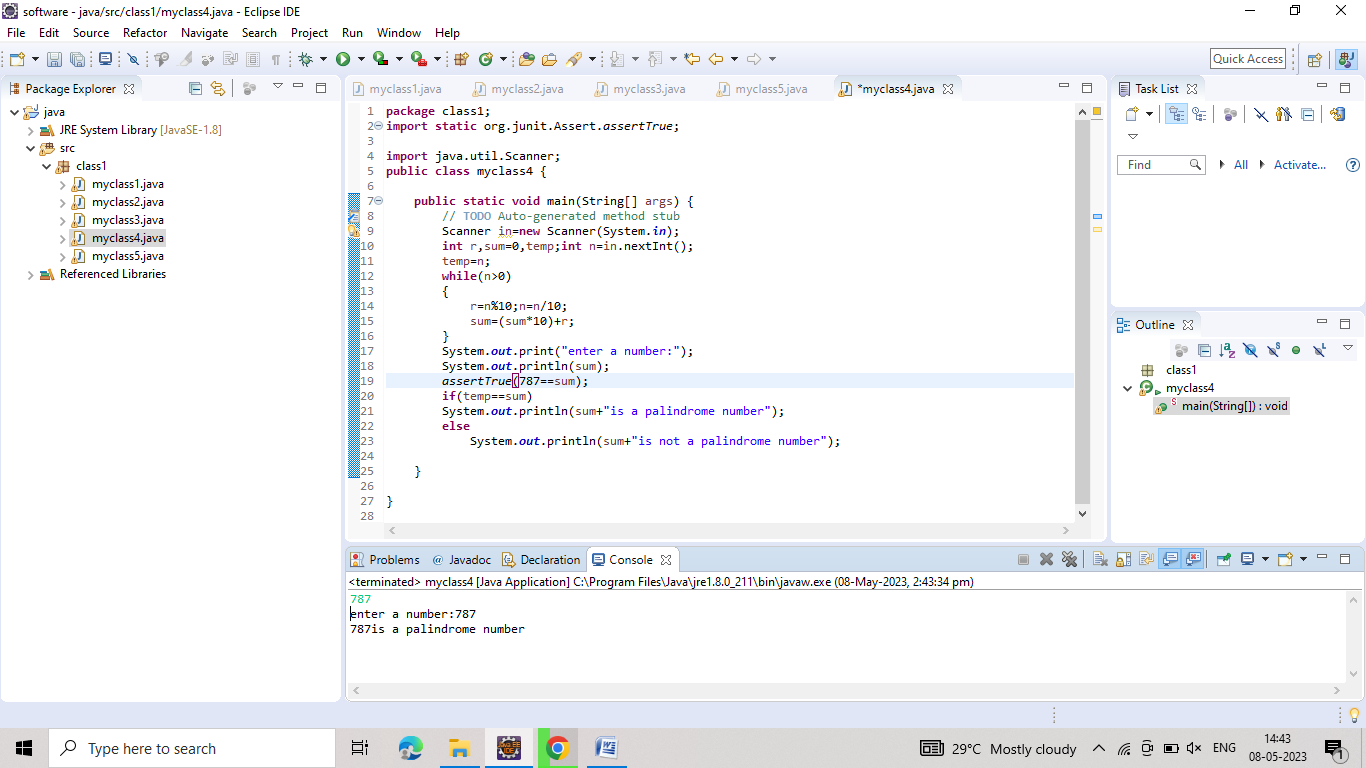 software - java/src/class1/myclass4.java - Eclipse IDE
File Edit Source Refactor Navigate Search Project Run Window Help
Quick Access
Package Explorer
java
JRE System Library [JavaSE-1.8]
src
class1
myclass1.java
myclass2.java
myclass3.java
myclass4.java
myclass5.java
Referenced Libraries
myclass1.java myclass2.java myclass3.java myclass5.java *myclass4.java
1 package class1;
2 import static org.junit.Assert.assertTrue;
3
4 import java.util.Scanner;
5 public class myclass4 {
6
7 public static void main(String[] args) {
8 // TODO Auto-generated method stub
9 Scanner in=new Scanner(System.in);
10 int r,sum=0,temp;int n=in.nextInt();
11 temp=n;
12 while(n>0)
13 {
14 r=n%10;n=n/10;
15 sum=(sum*10)+r;
16 }
17 System.out.print("enter a number:");
18 System.out.println(sum);
19 assertTrue(787==sum);
20 if(temp==sum)
21 System.out.println(sum+"is a palindrome number");
22 else
23 System.out.println(sum+"is not a palindrome number");
24
25 }
26
27 }
28
Task List
Find All Activate...
Outline
class1
myclass4
main(String[]) : void
Problems @ Javadoc Declaration Console
<terminated> myclass4 [Java Application] C:\Program Files\Java\jre1.8.0_211\bin\javaw.exe (08-May-2023, 2:43:34 pm)
787
enter a number:787
787is a palindrome number
Type here to search
29°C Mostly cloudy
ENG
14:43
08-05-2023
1